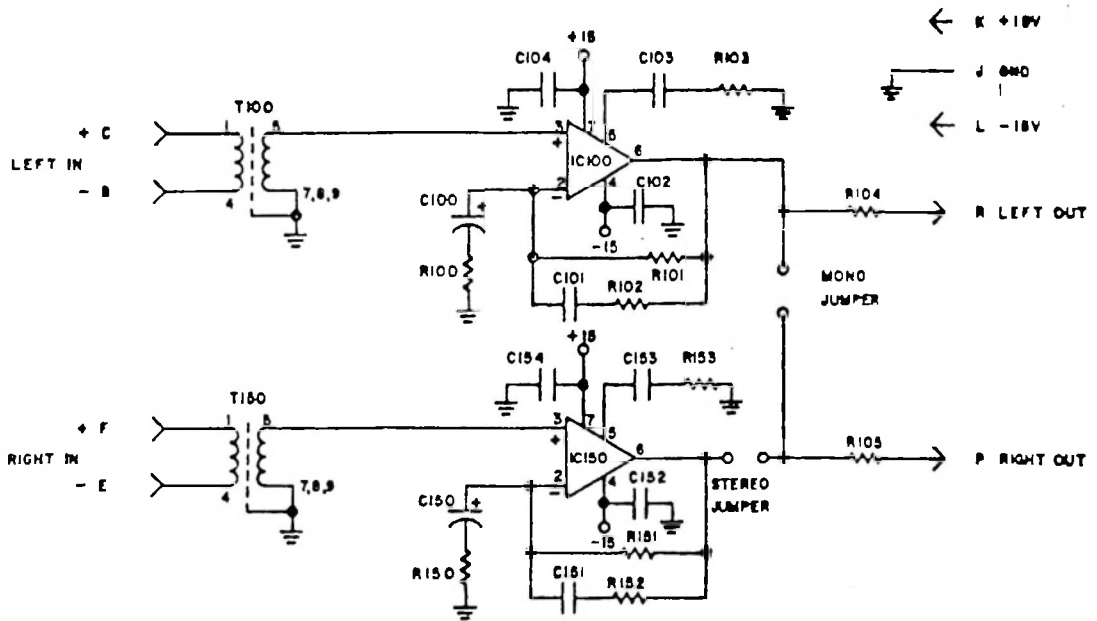 K +15V
+15
C104
C103
R103
J GND
T100
1
5
+ C
3
7
5
L -15V
+
IC100
6
LEFT IN
- B
2
-
4
C102
4
7,8,9
C100
+
R104
R LEFT OUT
-15
R100
R101
MONO
JUMPER
C101
R102
+15
C154
C153
R153
T150
1
5
+ F
3
7
5
+
IC150
6
R105
P RIGHT OUT
RIGHT IN
- E
2
-
4
C152
STEREO
JUMPER
4
7,8,9
C150
+
-15
R151
R150
C151
R152